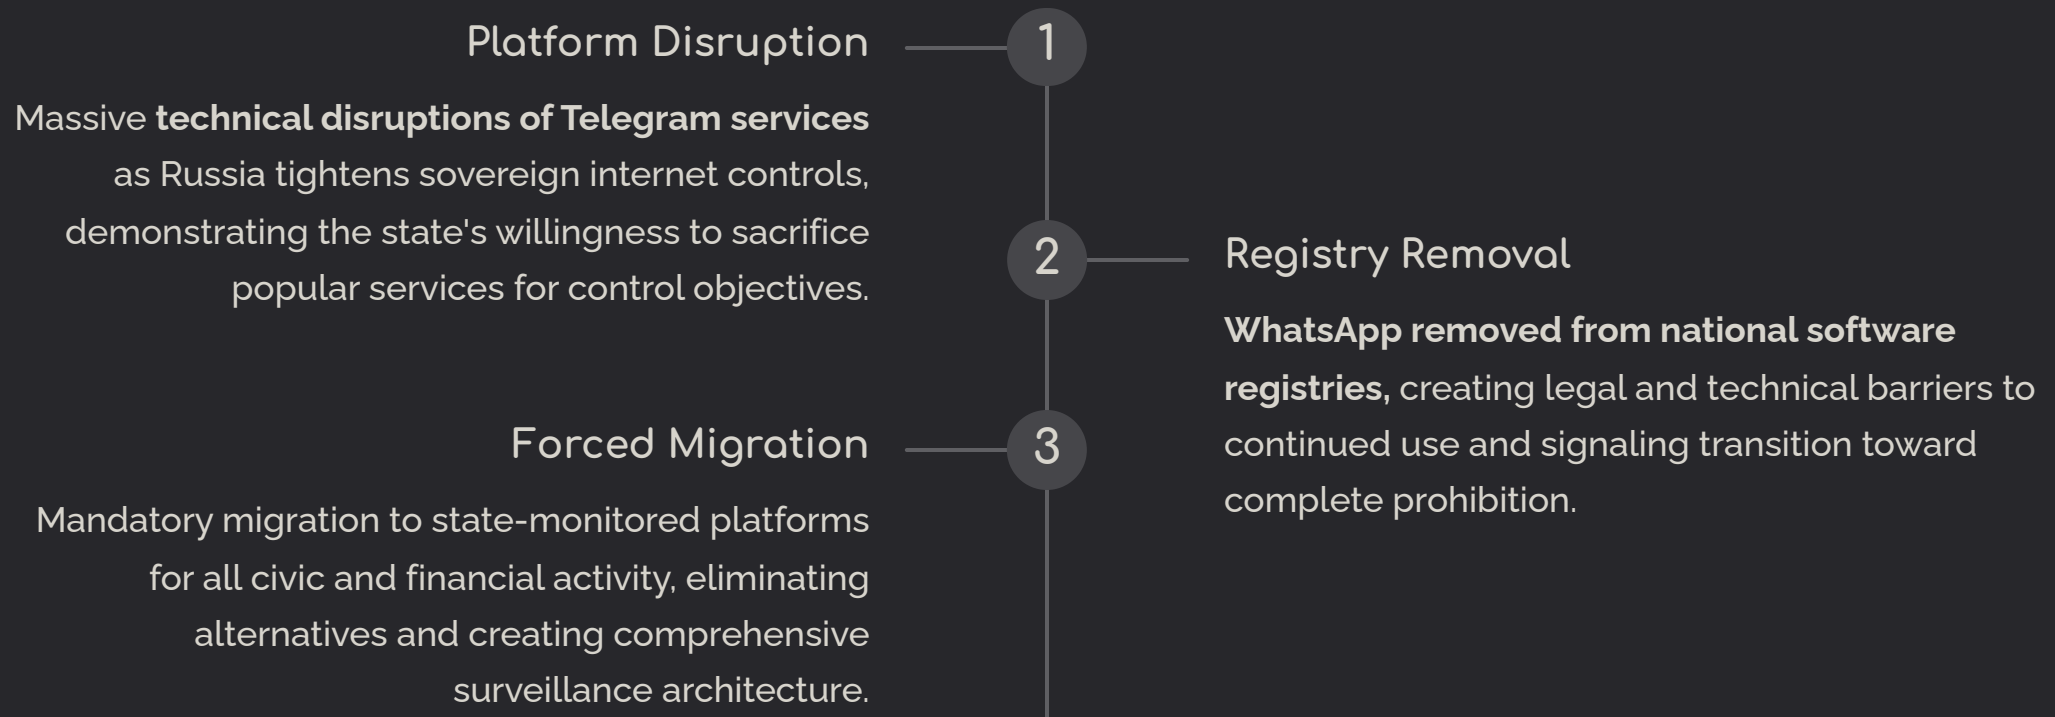 Platform Disruption
1
Massive technical disruptions of Telegram services
as Russia tightens sovereign internet controls,
demonstrating the state's willingness to sacrifice
popular services for control objectives.
2
Registry Removal
WhatsApp removed from national software
registries, creating legal and technical barriers to
continued use and signaling transition toward
complete prohibition.
Forced Migration
3
Mandatory migration to state-monitored platforms
for all civic and financial activity, eliminating
alternatives and creating comprehensive
surveillance architecture.